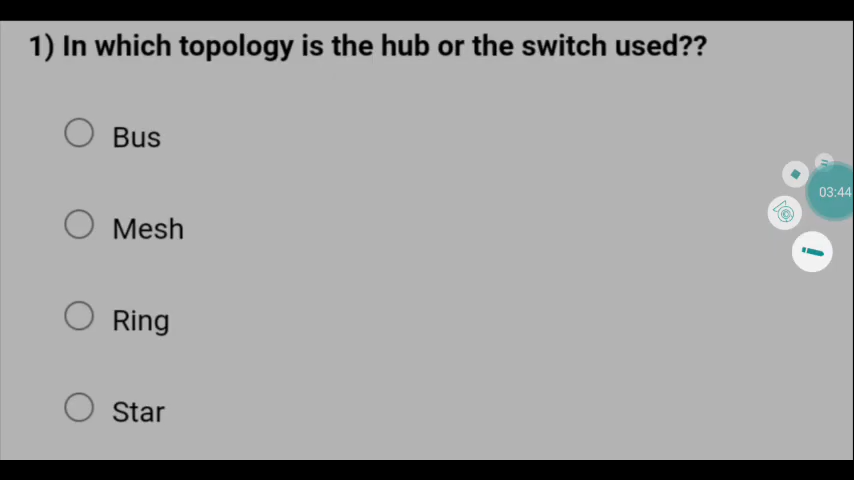 1) In which topology is the hub or the switch used??
Bus
Mesh
Ring
Star
03:44